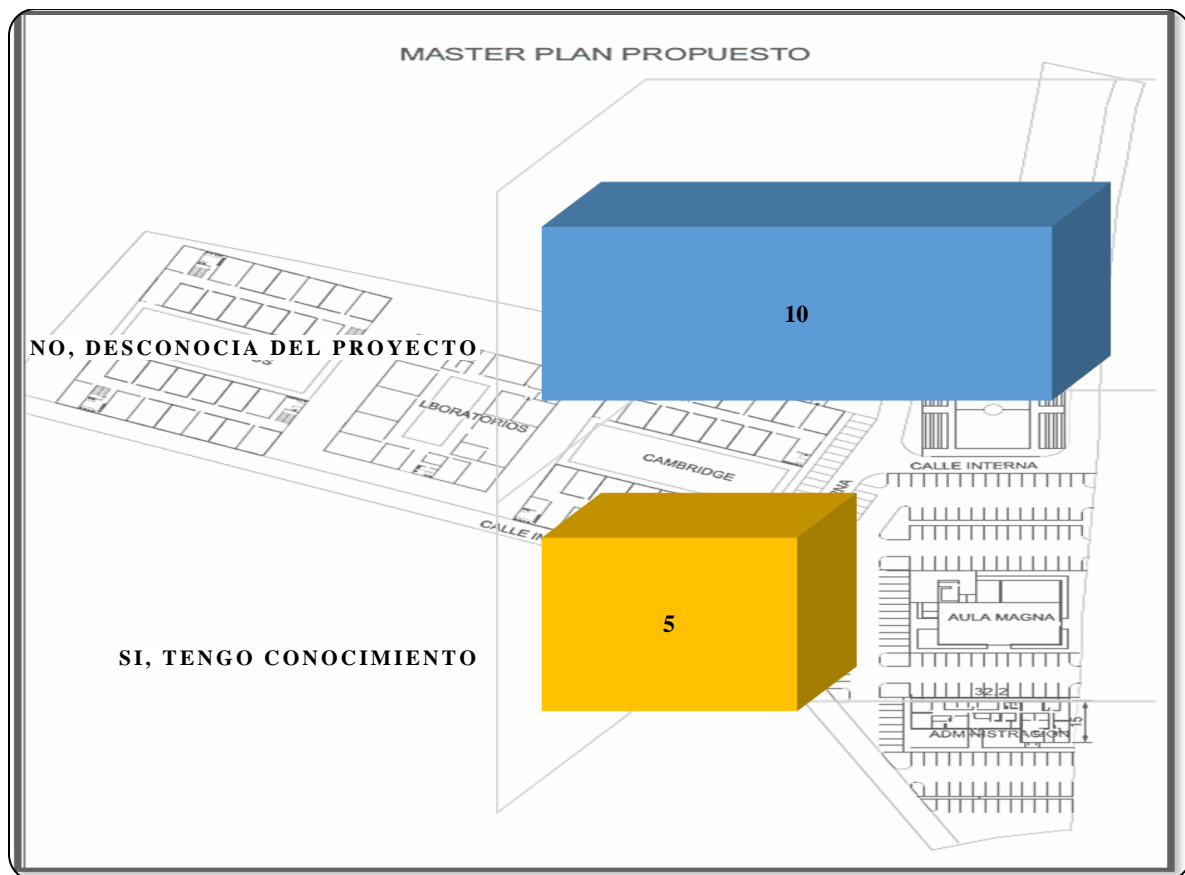 MASTER PLAN PROPUESTO
10
NO, DESCONOCIA DEL PROYECTO
LBORATORIOS
CAMBRIDGE
CALLE INTERNA
5
AULA MAGNA
SI, TENGO CONOCIMIENTO
32.2
15
ADMINISTRACION